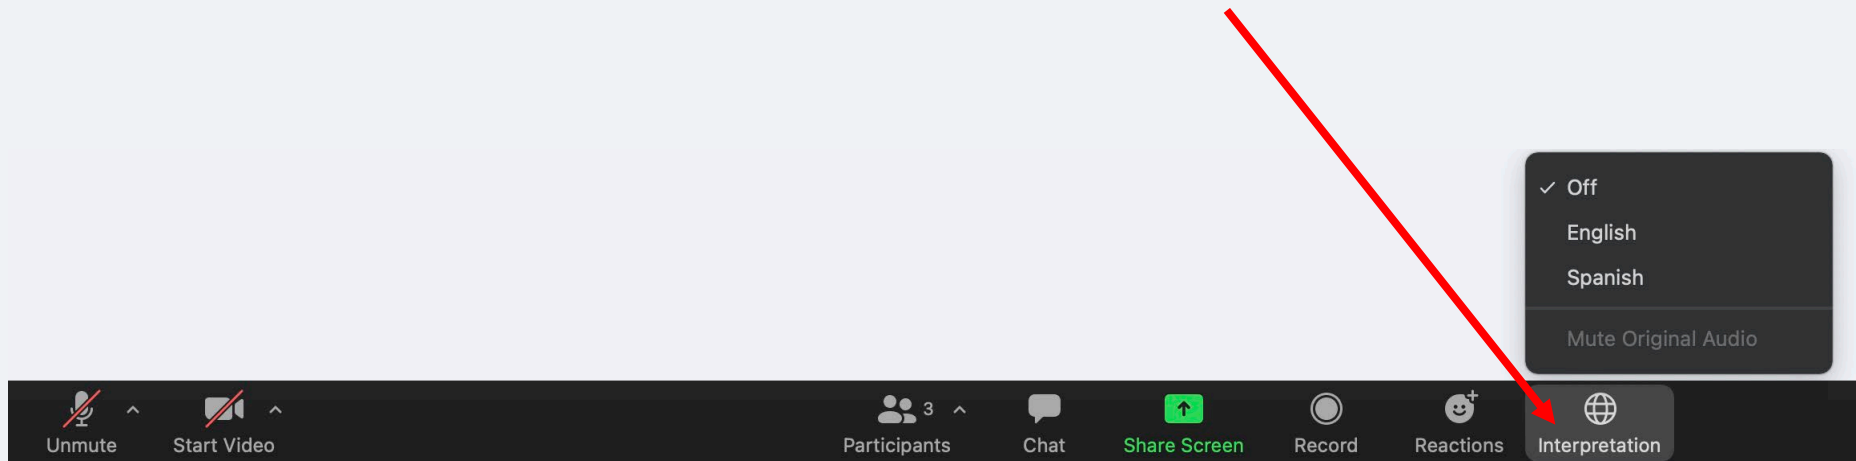 Off
English
Spanish
Mute Original Audio
3
Unmute Start Video Participants Chat Share Screen Record Reactions Interpretation